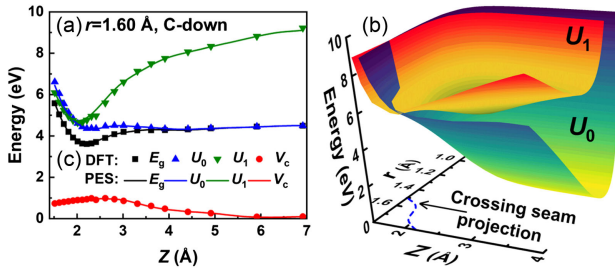 (a) r=1.60 Å, C-down
Energy (eV)
10
8
6
4
2
0
(c)
DFT: E_g U_0 U_1 V_c
PES: E_g U_0 U_1 V_c
2 3 4 5 6 7
Z (Å)
(b)
U_1
U_0
Energy (eV)
10
8
6
4
2
0
r (Å)
1.0
1.2
1.4
1.6
Crossing seam
projection
2 3 4
Z (Å)